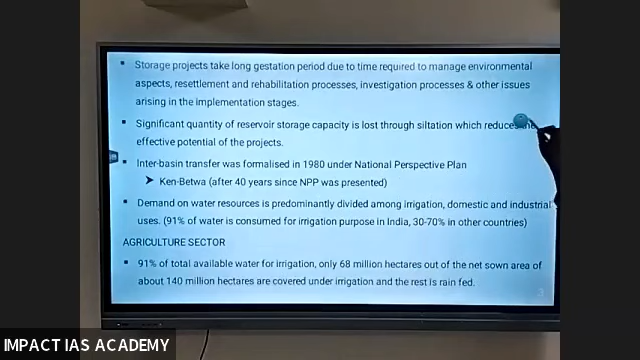 Storage projects take long gestation period due to time required to manage environmental
aspects, resettlement and rehabilitation processes, investigation processes & other issues
arising in the implementation stages.
Significant quantity of reservoir storage capacity is lost through siltation which reduces the
effective potential of the projects.
Inter-basin transfer was formalised in 1980 under National Perspective Plan
Ken-Betwa (after 40 years since NPP was presented)
Demand on water resources is predominantly divided among irrigation, domestic and industrial
uses. (91% of water is consumed for irrigation purpose in India, 30-70% in other countries)
AGRICULTURE SECTOR
91% of total available water for irrigation, only 68 million hectares out of the net sown area of
about 140 million hectares are covered under irrigation and the rest is rain fed.
IMPACT IAS ACADEMY